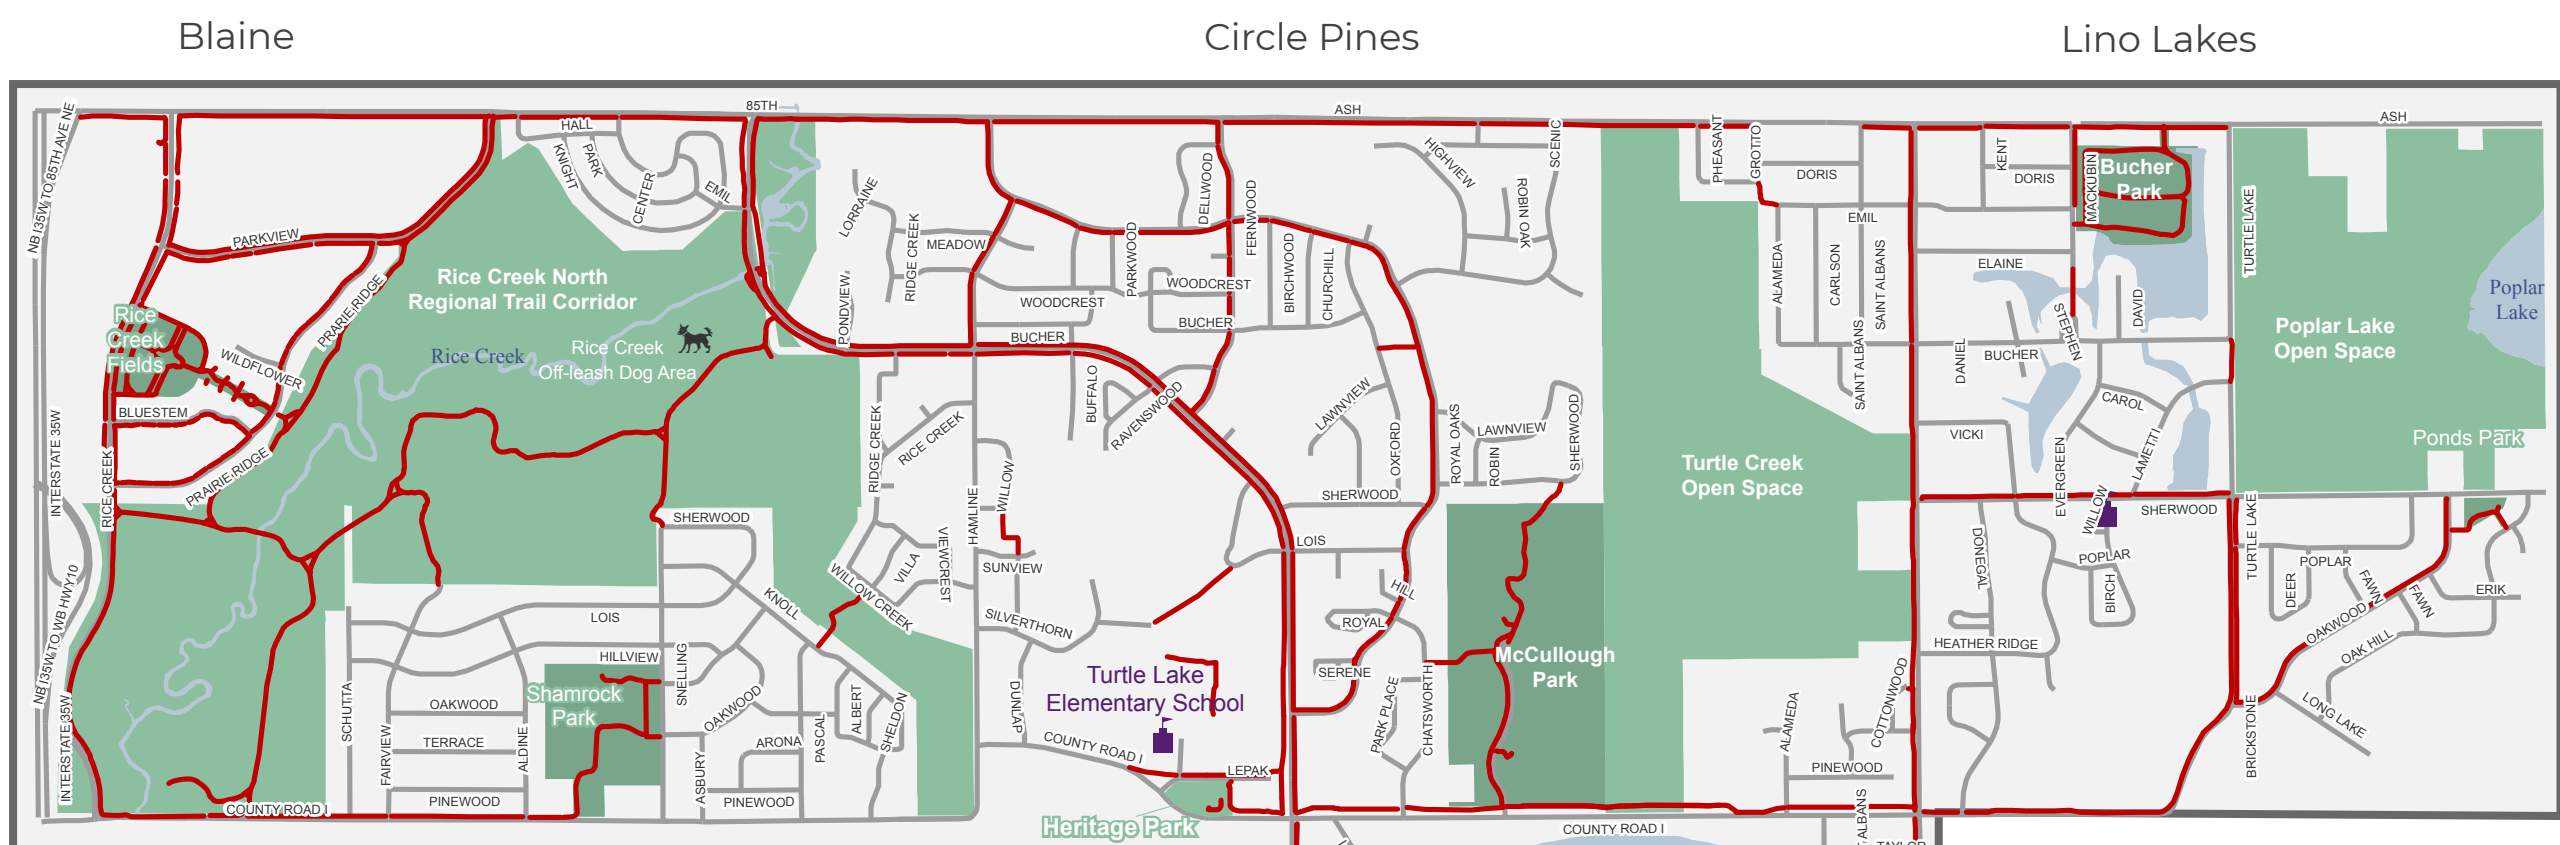 Blaine
Circle Pines
Lino Lakes
85TH
ASH
ASH
NB I35W TO 85TH AVE NE
HALL
KNIGHT
PARK
CENTER
EMIL
PARKVIEW
PRAIRIE RIDGE
Rice Creek North
Regional Trail Corridor
Rice
Creek
Fields
WILDFLOWER
BLUESTEM
PRAIRIE RIDGE
RICE CREEK
INTERSTATE 35W
NB I35W TO WB HWY10
INTERSTATE 35W
Rice Creek
Rice Creek
Off-leash Dog Area
LORRAINE
RIDGE CREEK
MEADOW
PONDVIEW
BUCHER
WOODCREST
PARKWOOD
DELLWOOD
FERNWOOD
WOODCREST
BUCHER
BIRCHWOOD
CHURCHILL
HIGHVIEW
ROBIN OAK
SCENIC
PHEASANT
GROTTO
DORIS
EMIL
ALAMEDA
CARLSON
SAINT ALBANS
SAINT ALBANS
KENT
DORIS
MACKUBIN
Bucher
Park
TURTLE LAKE
ELAINE
STEPHEN
DAVID
DANIEL
BUCHER
CAROL
VICKI
EVERGREEN
LAMETTI
Poplar
Lake
Poplar Lake
Open Space
Ponds Park
RIDGE CREEK
RICE CREEK
BUFFALO
RAVENSWOOD
HAMLINE
WILLOW
LAWNVIEW
OXFORD
ROYAL OAKS
LAWNVIEW
ROBIN
SHERWOOD
SHERWOOD
Turtle Creek
Open Space
WILLOW
SHERWOOD
TURTLE LAKE
SHERWOOD
VIEWCREST
VILLA
WILLOW CREEK
SUNVIEW
SILVERTHORN
LOIS
HILL
ROYAL
SERENE
PARK PLACE
CHATSWORTH
McCullough
Park
DONEGAL
POPLAR
BIRCH
HEATHER RIDGE
DEER
POPLAR
FAWN
FAWN
ERIK
OAKWOOD
OAK HILL
LONG LAKE
BRICKSTONE
LOIS
KNOLL
HILLVIEW
SNELLING
Shamrock
Park
SCHUTTA
FAIRVIEW
OAKWOOD
TERRACE
ALDINE
PINEWOOD
COUNTY ROAD I
OAKWOOD
ASBURY
ARONA
PINEWOOD
PASCAL
ALBERT
SHELDON
DUNLAP
Turtle Lake
Elementary School
COUNTY ROAD I
LEPAK
Heritage Park
COUNTY ROAD I
ALAMEDA
COTTONWOOD
PINEWOOD
ALBANS
TAYLOR